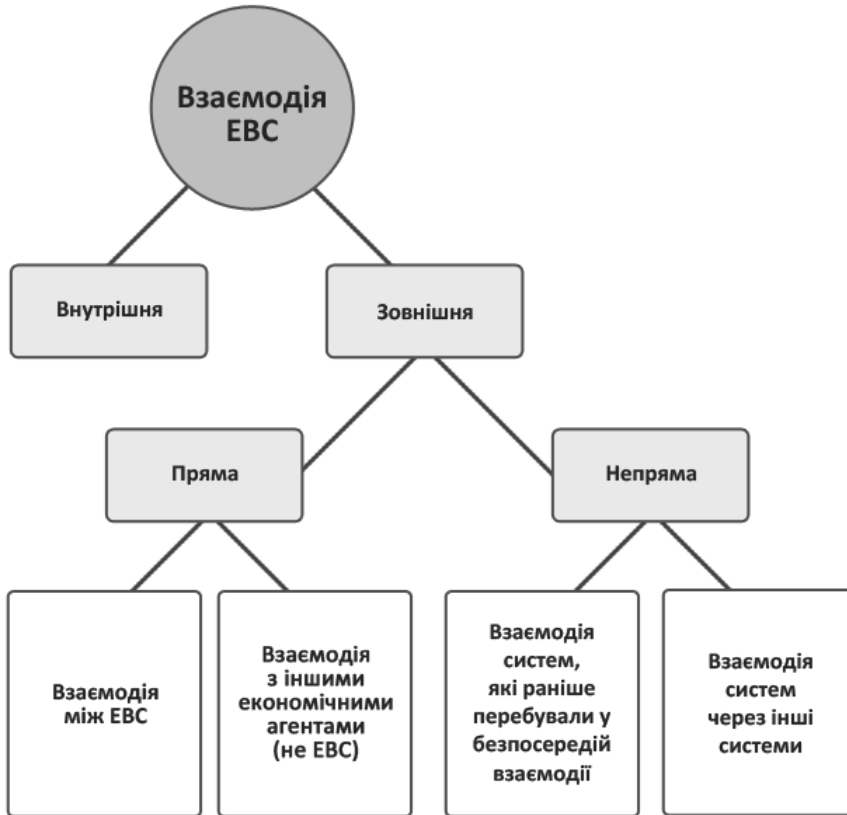 Взаємодія
ЕВС
Внутрішня
Зовнішня
Пряма
Непряма
Взаємодія
між ЕВС
Взаємодія
з іншими
економічними
агентами
(не ЕВС)
Взаємодія
систем,
які раніше
перебували у
безпосередій
взаємодії
Взаємодія
систем
через інші
системи